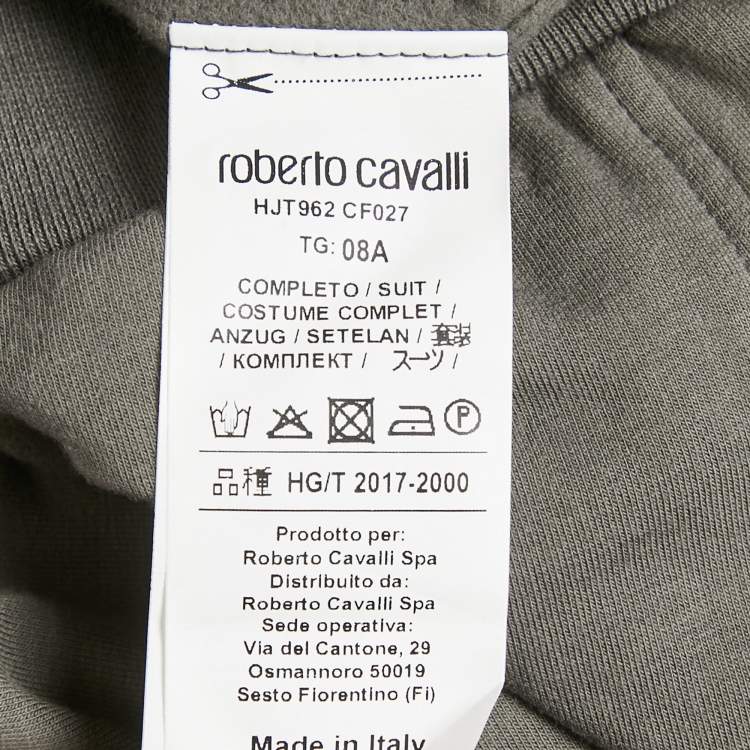 roberto cavalli
HJT962 CF027
TG: 08A
COMPLETO / SUIT /
COSTUME COMPLET /
ANZUG / SETELAN / 套装
/ КОМПЛЕКТ / スーツ /
P
品種 HG/T 2017-2000
Prodotto per:
Roberto Cavalli Spa
Distribuito da:
Roberto Cavalli Spa
Sede operativa:
Via del Cantone, 29
Osmannoro 50019
Sesto Fiorentino (Fi)
Made in Italy